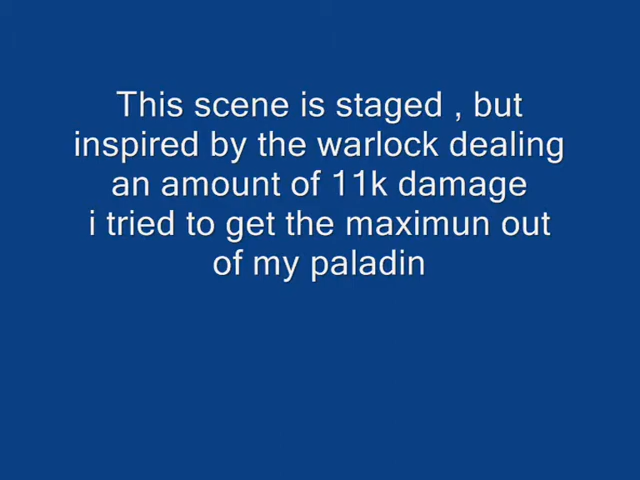 This scene is staged , but
inspired by the warlock dealing
an amount of 11k damage
i tried to get the maximun out
of my paladin